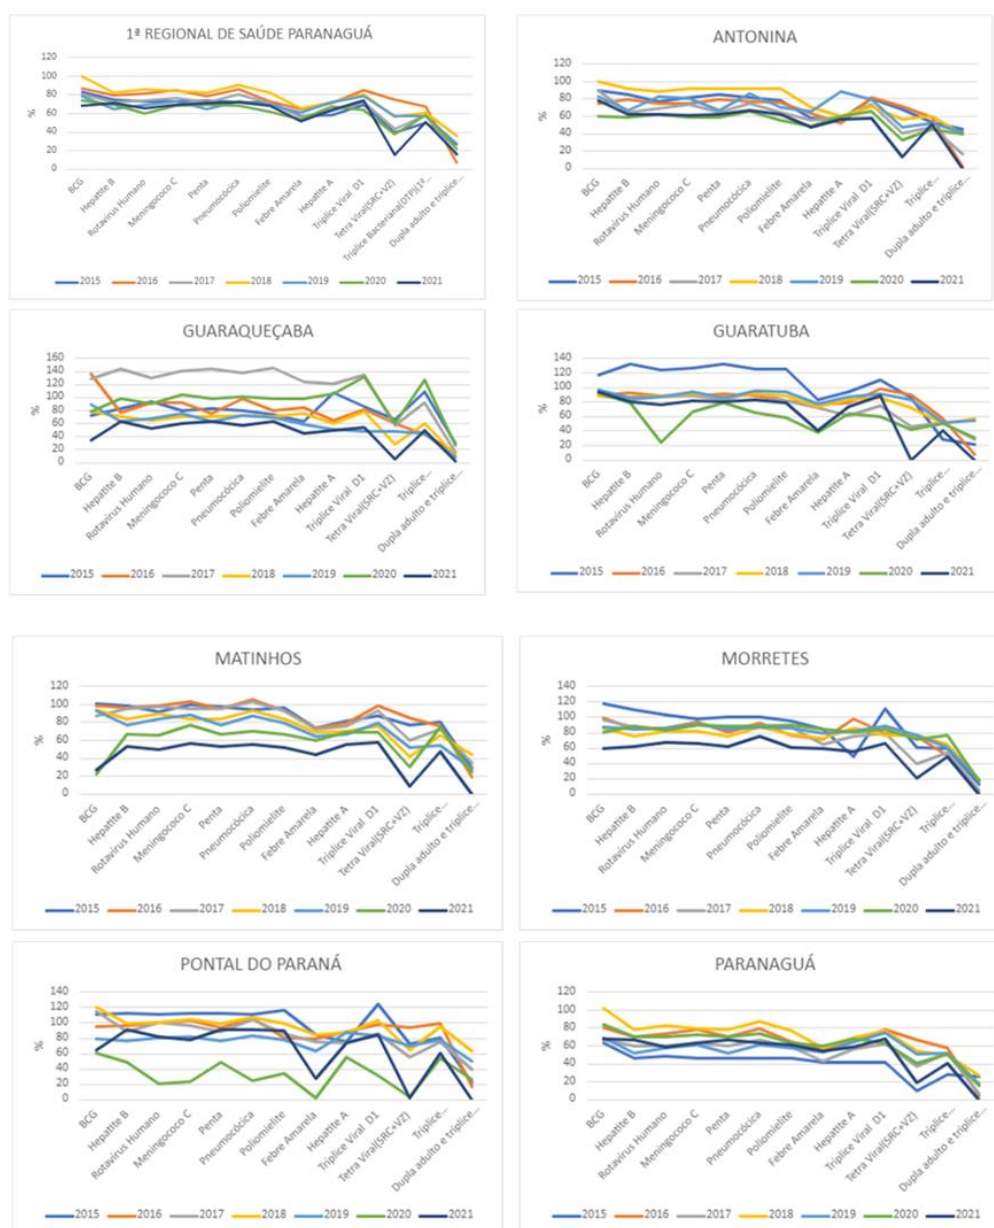 1ª REGIONAL DE SAÚDE PARANAGUÁ
120
100
80
60
40
20
0
%
BCG
Hepatite B
Rotavirus Humano
Meningococo C
Penta
Pneumocócica
Poliomielite
Febre Amarela
Hepatite A
Tríplice Viral D1
Tetra Viral(SRC+VZ)
Tríplice Bacteriana(DTP)(1º...
Dupla adulto e tríplice...
2015 2016 2017 2018 2019 2020 2021
ANTONINA
120
100
80
60
40
20
0
%
BCG
Hepatite B
Rotavirus Humano
Meningococo C
Penta
Pneumocócica
Poliomielite
Febre Amarela
Hepatite A
Tríplice Viral D1
Tetra Viral(SRC+VZ)
Tríplice...
Dupla adulto e tríplice...
2015 2016 2017 2018 2019 2020 2021
GUARAQUEÇABA
160
140
120
100
80
60
40
20
0
%
BCG
Hepatite B
Rotavirus Humano
Meningococo C
Penta
Pneumocócica
Poliomielite
Febre Amarela
Hepatite A
Tríplice Viral D1
Tetra Viral(SRC+VZ)
Tríplice...
Dupla adulto e tríplice...
2015 2016 2017 2018 2019 2020 2021
GUARATUBA
140
120
100
80
60
40
20
0
%
BCG
Hepatite B
Rotavirus Humano
Meningococo C
Penta
Pneumocócica
Poliomielite
Febre Amarela
Hepatite A
Tríplice Viral D1
Tetra Viral(SRC+VZ)
Tríplice...
Dupla adulto e tríplice...
2015 2016 2017 2018 2019 2020 2021
MATINHOS
120
100
80
60
40
20
0
%
BCG
Hepatite B
Rotavirus Humano
Meningococo C
Penta
Pneumocócica
Poliomielite
Febre Amarela
Hepatite A
Tríplice Viral D1
Tetra Viral(SRC+VZ)
Tríplice...
Dupla adulto e tríplice...
2015 2016 2017 2018 2019 2020 2021
MORRETES
140
120
100
80
60
40
20
0
%
BCG
Hepatite B
Rotavirus Humano
Meningococo C
Penta
Pneumocócica
Poliomielite
Febre Amarela
Hepatite A
Tríplice Viral D1
Tetra Viral(SRC+VZ)
Tríplice...
Dupla adulto e tríplice...
2015 2016 2017 2018 2019 2020 2021
PONTAL DO PARANÁ
140
120
100
80
60
40
20
0
%
BCG
Hepatite B
Rotavirus Humano
Meningococo C
Penta
Pneumocócica
Poliomielite
Febre Amarela
Hepatite A
Tríplice Viral D1
Tetra Viral(SRC+VZ)
Tríplice...
Dupla adulto e tríplice...
2015 2016 2017 2018 2019 2020 2021
PARANAGUÁ
120
100
80
60
40
20
0
%
BCG
Hepatite B
Rotavirus Humano
Meningococo C
Penta
Pneumocócica
Poliomielite
Febre Amarela
Hepatite A
Tríplice Viral D1
Tetra Viral(SRC+VZ)
Tríplice...
Dupla adulto e tríplice...
2015 2016 2017 2018 2019 2020 2021